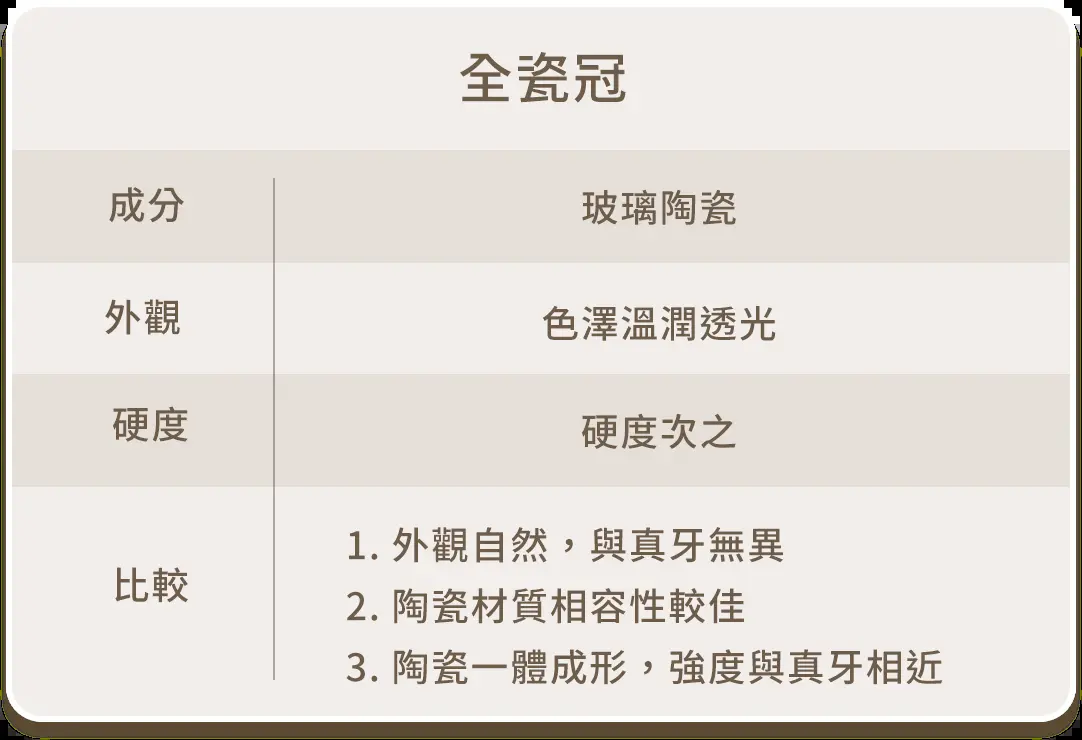 全瓷冠
成分
玻璃陶瓷
外觀
色澤溫潤透光
硬度
硬度次之
比較
1. 外觀自然，與真牙無異
2. 陶瓷材質相容性較佳
3. 陶瓷一體成形，強度與真牙相近